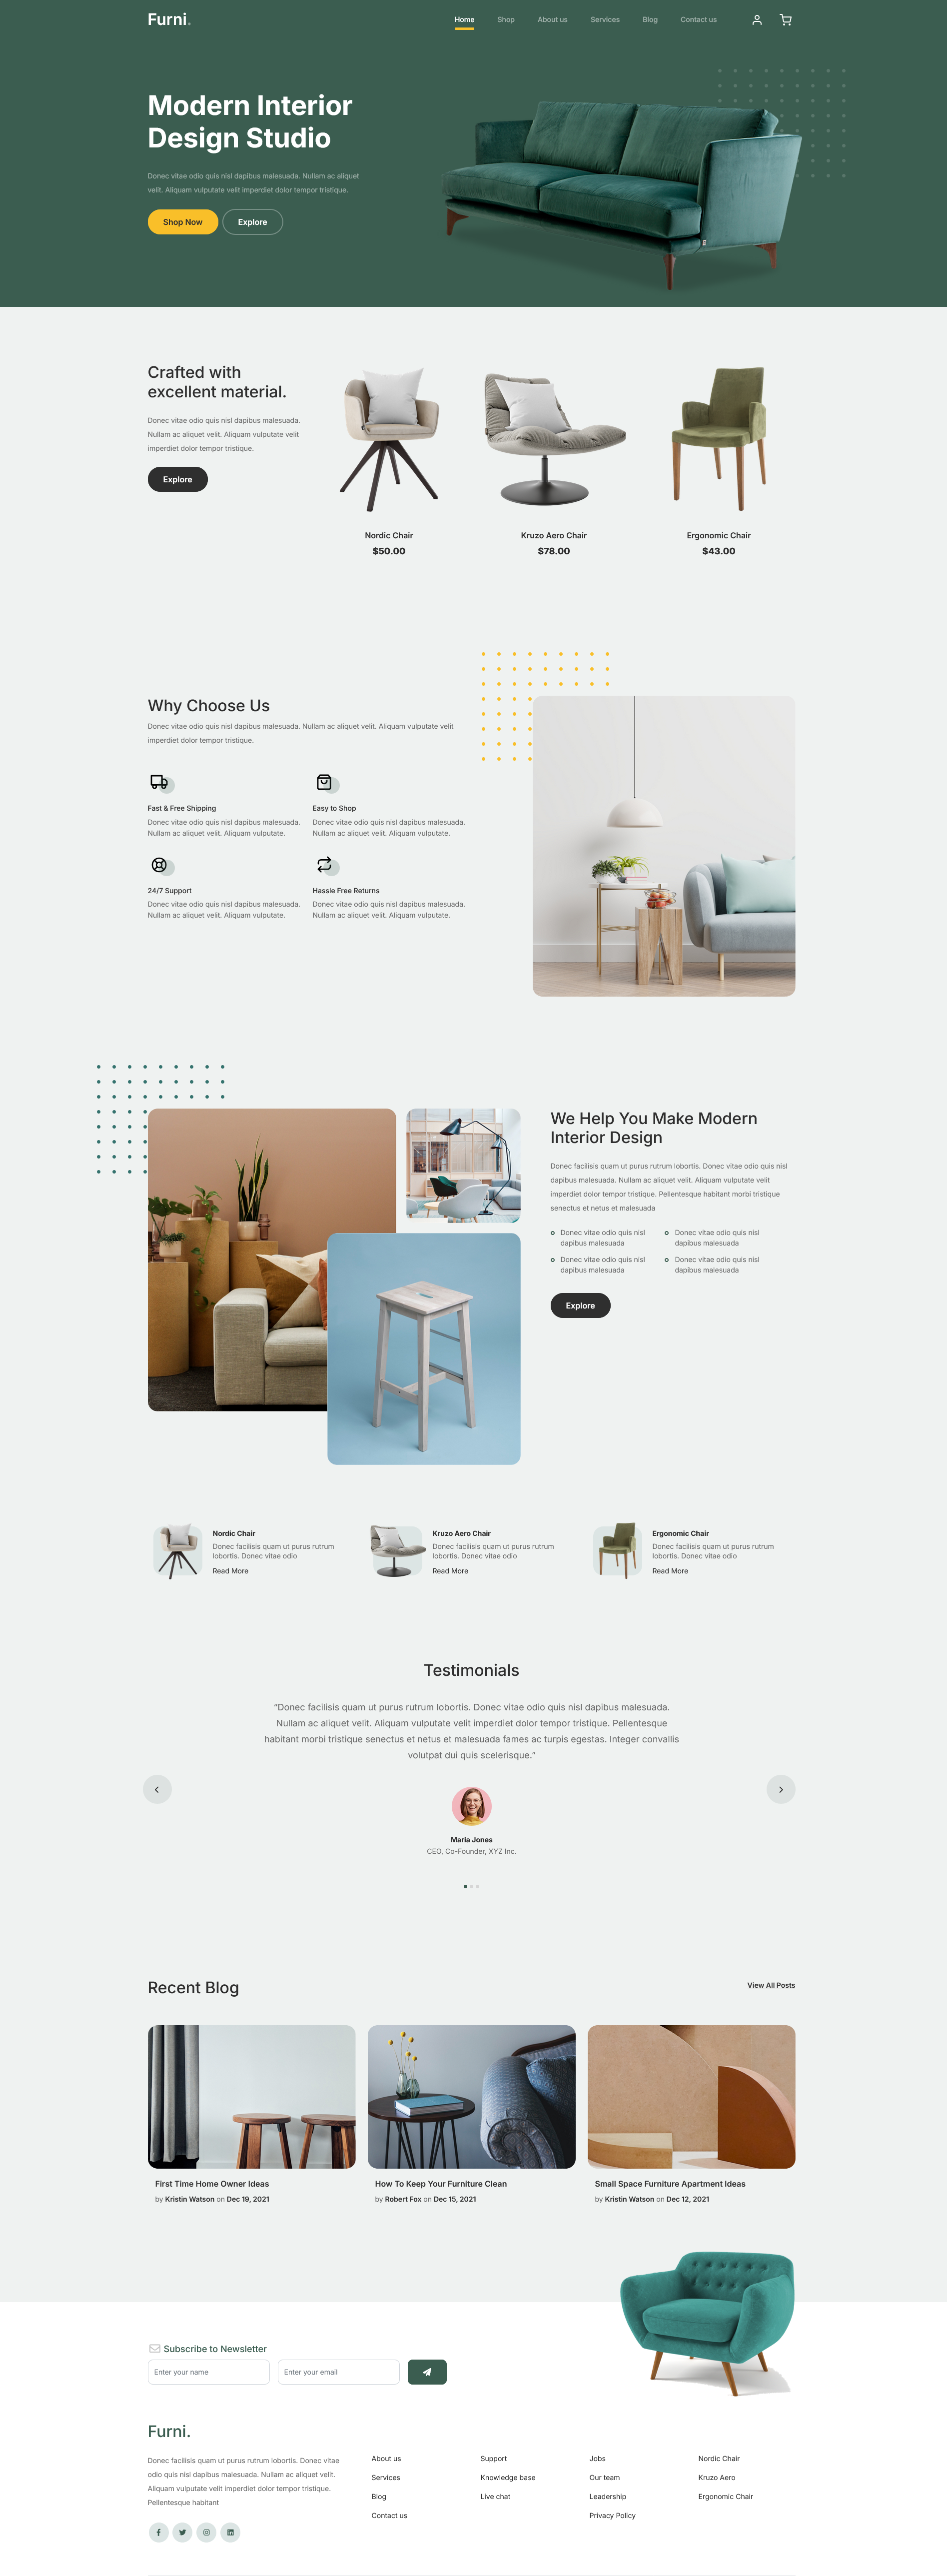 Furni.
Home Shop About us Services Blog Contact us
Modern Interior
Design Studio
Donec vitae odio quis nisl dapibus malesuada. Nullam ac aliquet
velit. Aliquam vulputate velit imperdiet dolor tempor tristique.
Shop Now Explore
Crafted with
excellent material.
Donec vitae odio quis nisl dapibus malesuada.
Nullam ac aliquet velit. Aliquam vulputate velit
imperdiet dolor tempor tristique.
Explore
Nordic Chair
$50.00
Kruzo Aero Chair
$78.00
Ergonomic Chair
$43.00
Why Choose Us
Donec vitae odio quis nisl dapibus malesuada. Nullam ac aliquet velit. Aliquam vulputate velit
imperdiet dolor tempor tristique.
Fast & Free Shipping
Donec vitae odio quis nisl dapibus malesuada.
Nullam ac aliquet velit. Aliquam vulputate.
Easy to Shop
Donec vitae odio quis nisl dapibus malesuada.
Nullam ac aliquet velit. Aliquam vulputate.
24/7 Support
Donec vitae odio quis nisl dapibus malesuada.
Nullam ac aliquet velit. Aliquam vulputate.
Hassle Free Returns
Donec vitae odio quis nisl dapibus malesuada.
Nullam ac aliquet velit. Aliquam vulputate.
We Help You Make Modern
Interior Design
Donec facilisis quam ut purus rutrum lobortis. Donec vitae odio quis nisl
dapibus malesuada. Nullam ac aliquet velit. Aliquam vulputate velit
imperdiet dolor tempor tristique. Pellentesque habitant morbi tristique
senectus et netus et malesuada
Donec vitae odio quis nisl
dapibus malesuada
Donec vitae odio quis nisl
dapibus malesuada
Donec vitae odio quis nisl
dapibus malesuada
Donec vitae odio quis nisl
dapibus malesuada
Explore
Nordic Chair
Donec facilisis quam ut purus rutrum
lobortis. Donec vitae odio
Read More
Kruzo Aero Chair
Donec facilisis quam ut purus rutrum
lobortis. Donec vitae odio
Read More
Ergonomic Chair
Donec facilisis quam ut purus rutrum
lobortis. Donec vitae odio
Read More
Testimonials
“Donec facilisis quam ut purus rutrum lobortis. Donec vitae odio quis nisl dapibus malesuada.
Nullam ac aliquet velit. Aliquam vulputate velit imperdiet dolor tempor tristique. Pellentesque
habitant morbi tristique senectus et netus et malesuada fames ac turpis egestas. Integer convallis
volutpat dui quis scelerisque.”
Maria Jones
CEO, Co-Founder, XYZ Inc.
Recent Blog
View All Posts
First Time Home Owner Ideas
by Kristin Watson on Dec 19, 2021
How To Keep Your Furniture Clean
by Robert Fox on Dec 15, 2021
Small Space Furniture Apartment Ideas
by Kristin Watson on Dec 12, 2021
Subscribe to Newsletter
Enter your name
Enter your email
Furni.
Donec facilisis quam ut purus rutrum lobortis. Donec vitae
odio quis nisl dapibus malesuada. Nullam ac aliquet velit.
Aliquam vulputate velit imperdiet dolor tempor tristique.
Pellentesque habitant
About us
Services
Blog
Contact us
Support
Knowledge base
Live chat
Jobs
Our team
Leadership
Privacy Policy
Nordic Chair
Kruzo Aero
Ergonomic Chair